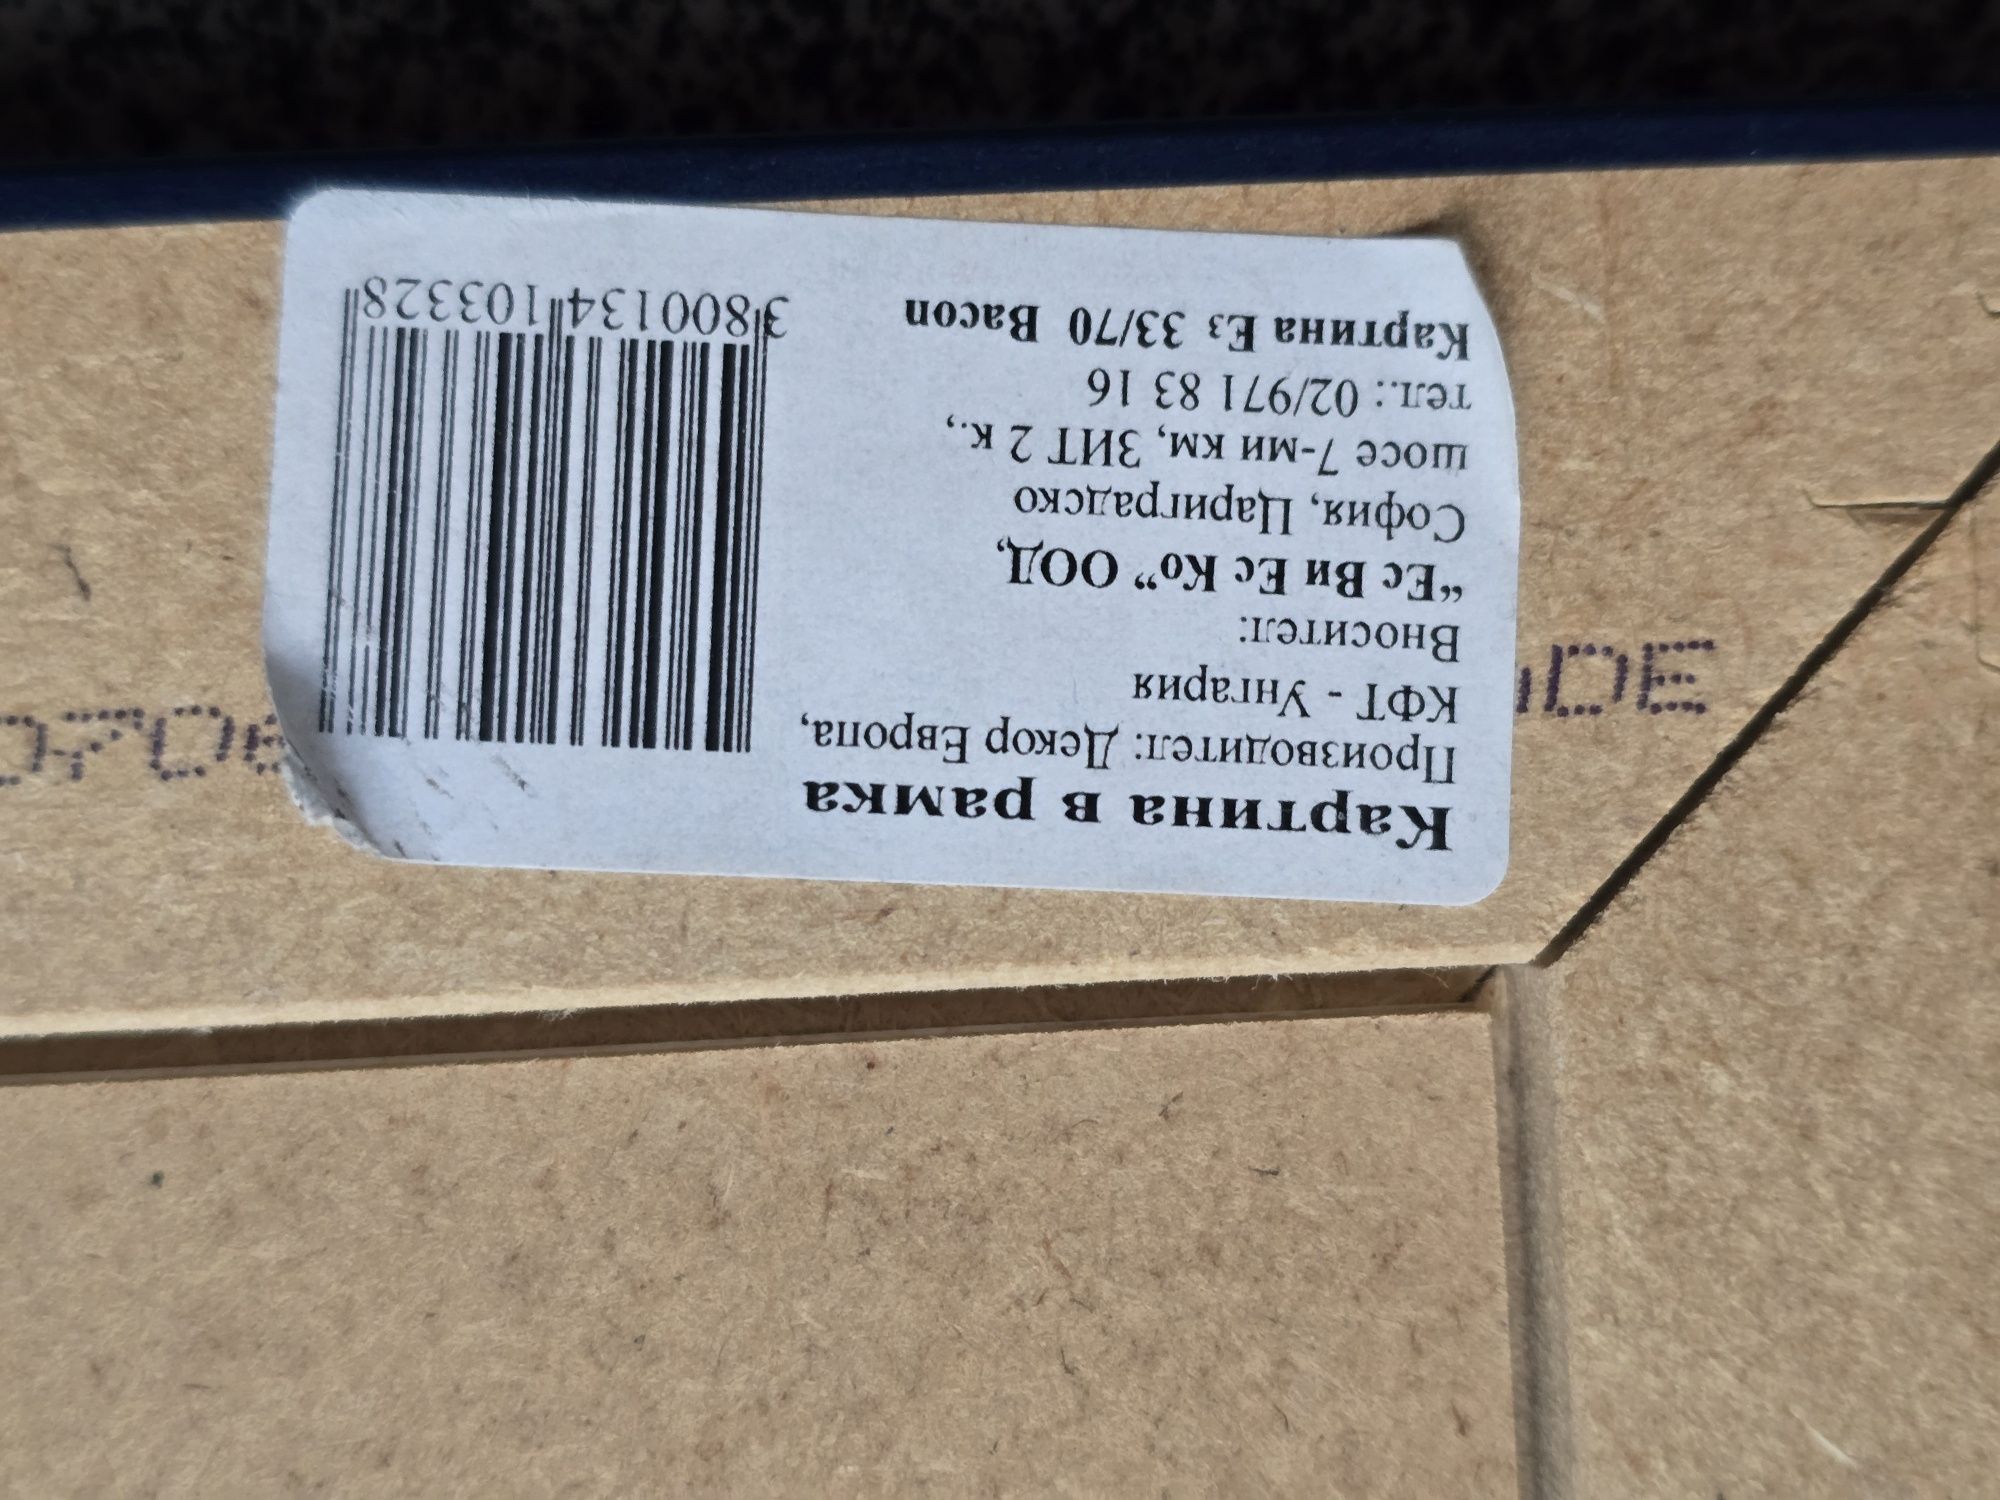 Картина в рамка
Производител: Декор Европа,
КФТ - Унгария
Вносител:
“Ес Ви Ес Ко” ООД,
София, Цариградско
шосе 7-ми км, ЗИТ 2 к.,
тел.: 02/971 83 16
Картина Ез 33/70 Bacon
3800134103328